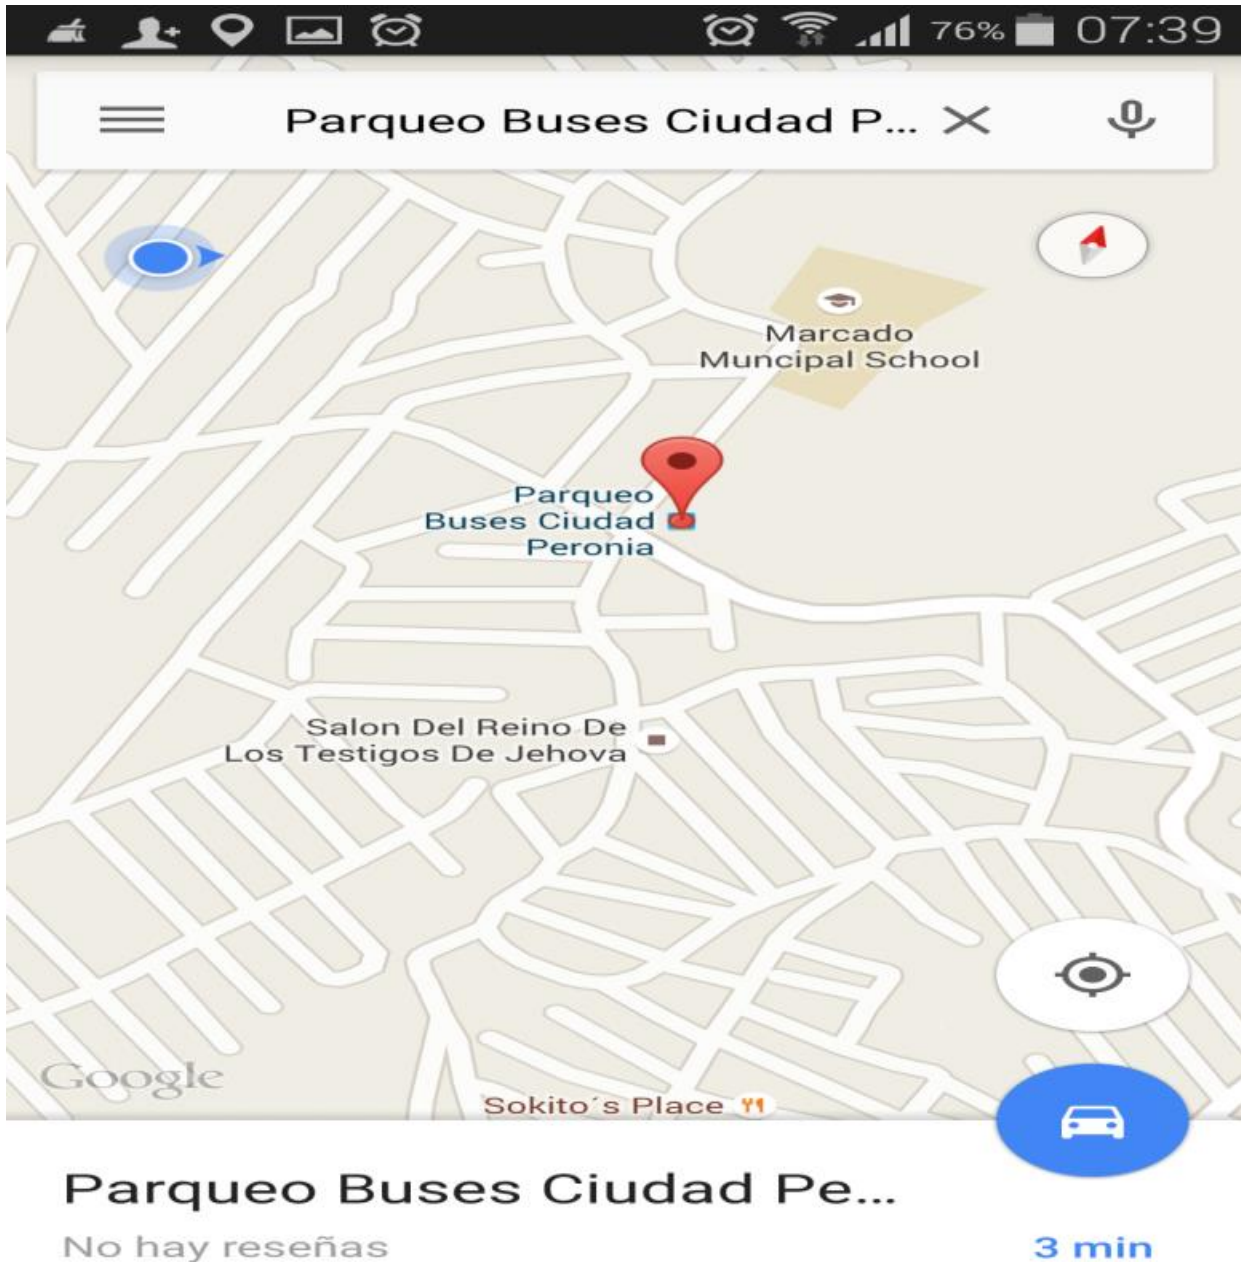 76% 07:39
Parqueo Buses Ciudad P...
Marcado
Muncipal School
Parqueo
Buses Ciudad
Peronia
Salon Del Reino De
Los Testigos De Jehova
Google
Sokito´s Place
Parqueo Buses Ciudad Pe...
No hay reseñas
3 min